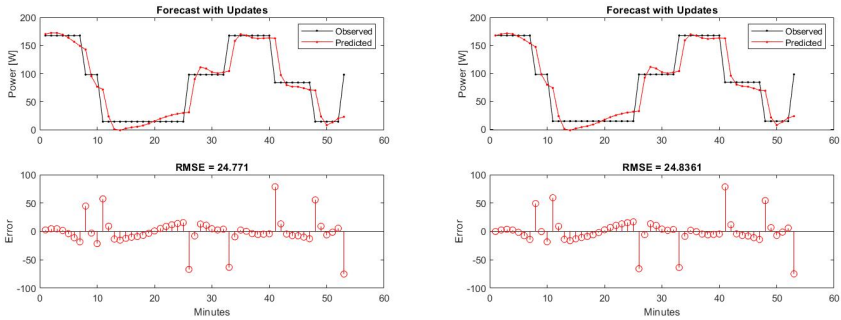 Forecast with Updates
200
150
100
50
0
Power [W]
Observed
Predicted
0 10 20 30 40 50 60
RMSE = 24.771
100
50
0
-50
-100
Error
0 10 20 30 40 50 60
Minutes
Forecast with Updates
200
150
100
50
0
Power [W]
Observed
Predicted
0 10 20 30 40 50 60
RMSE = 24.8361
100
50
0
-50
-100
Error
0 10 20 30 40 50 60
Minutes